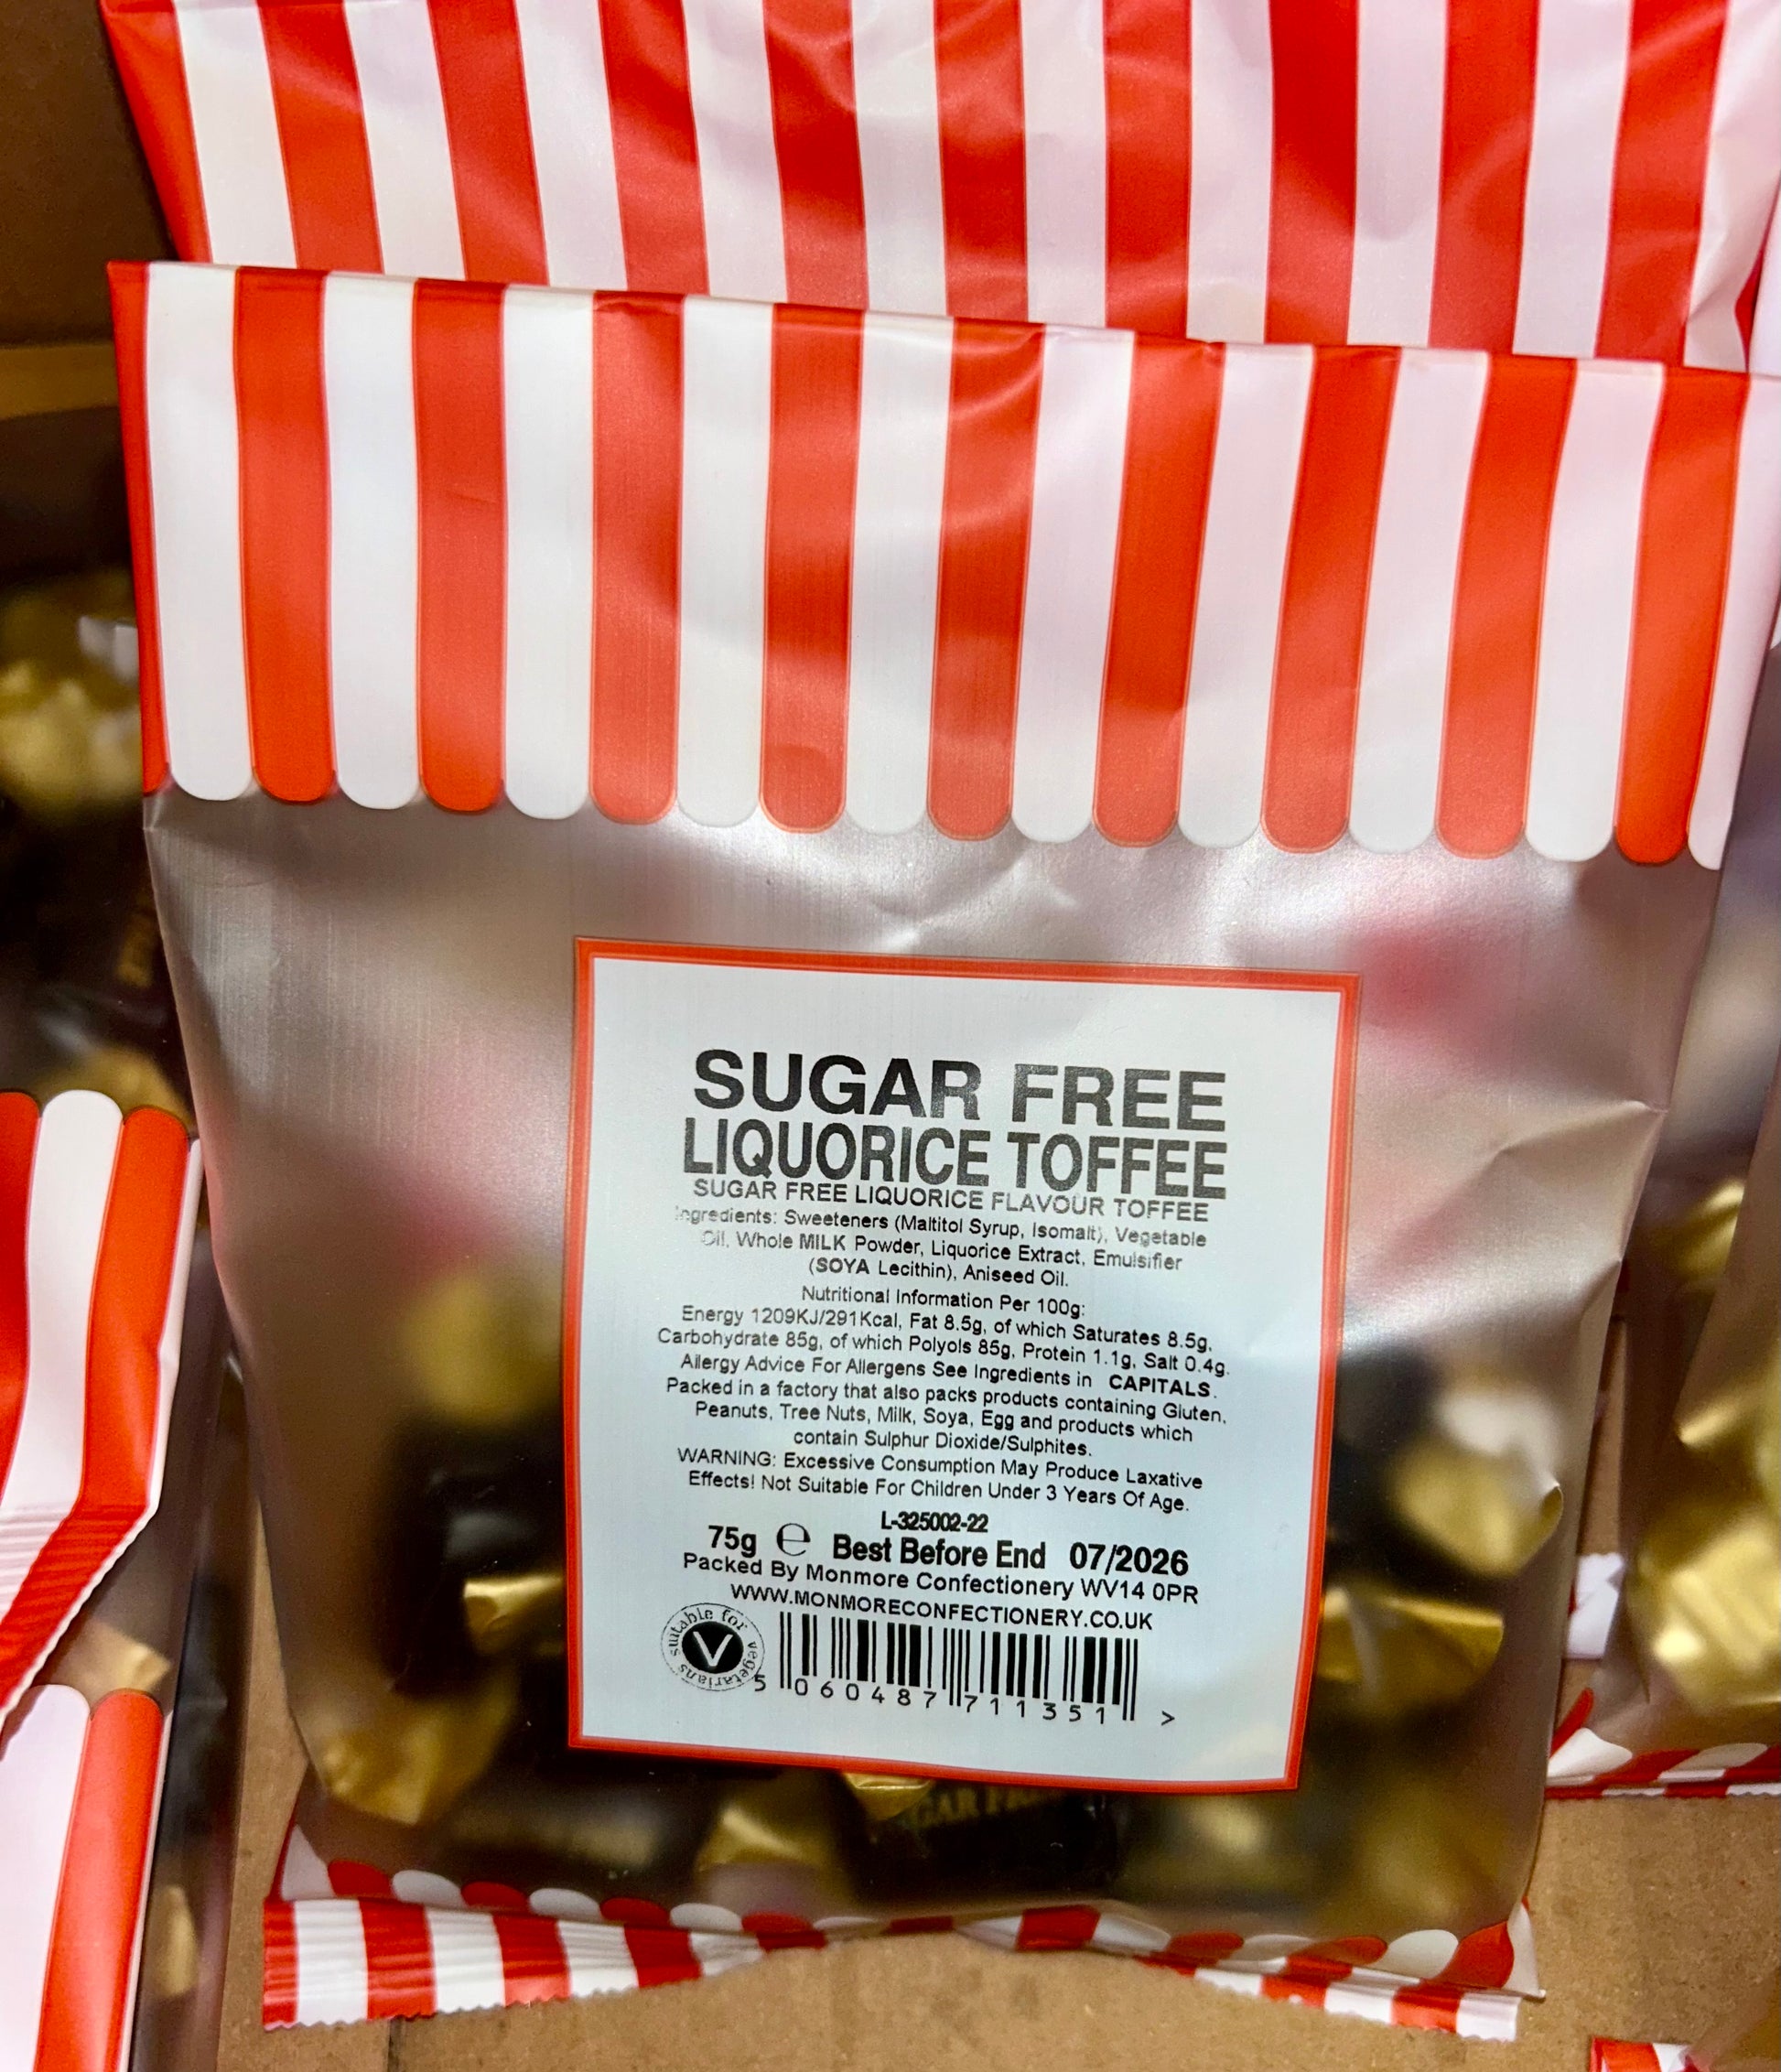 SUGAR FREE
LIQUORICE TOFFEE
SUGAR FREE LIQUORICE FLAVOUR TOFFEE
Ingredients: Sweeteners (Maltitol Syrup, Isomalt), Vegetable
Oil, Whole MILK Powder, Liquorice Extract, Emulsifier
(SOYA Lecithin), Aniseed Oil.
Nutritional Information Per 100g:
Energy 1209KJ/291Kcal, Fat 8.5g, of which Saturates 8.5g,
Carbohydrate 85g, of which Polyols 85g, Protein 1.1g, Salt 0.4g.
Allergy Advice For Allergens See Ingredients in CAPITALS.
Packed in a factory that also packs products containing Gluten,
Peanuts, Tree Nuts, Milk, Soya, Egg and products which
contain Sulphur Dioxide/Sulphites.
WARNING: Excessive Consumption May Produce Laxative
Effects! Not Suitable For Children Under 3 Years Of Age.
L-325002-22
75g ℮ Best Before End 07/2026
Packed By Monmore Confectionery WV14 0PR
WWW.MONMORECONFECTIONERY.CO.UK
suitable for vegetarians
V
5 060487 711351 >